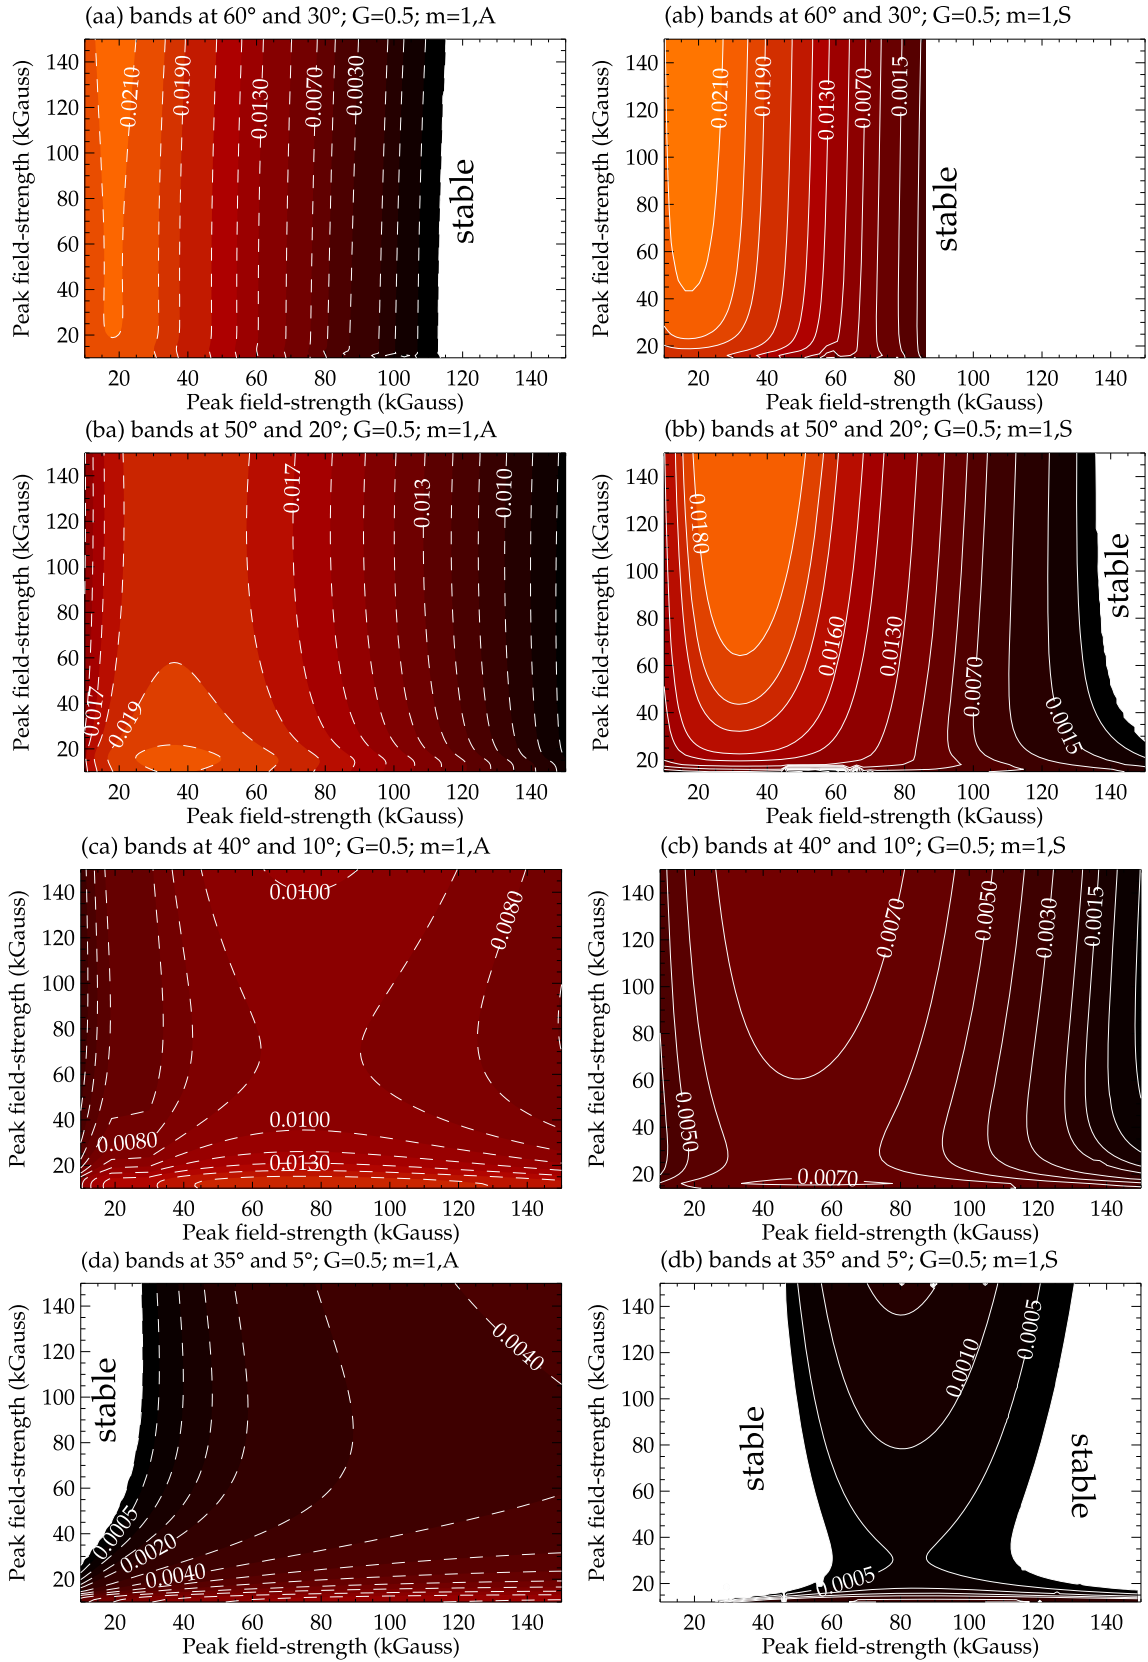 (aa) bands at 60° and 30°; G=0.5; m=1,A
(ab) bands at 60° and 30°; G=0.5; m=1,S
Peak field-strength (kGauss)
140
120
100
80
60
40
20
0.0210
0.0190
0.0130
0.0070
0.0030
stable
20 40 60 80 100 120 140
Peak field-strength (kGauss)
Peak field-strength (kGauss)
140
120
100
80
60
40
20
0.0210
0.0190
0.0130
0.0070
0.0015
stable
20 40 60 80 100 120 140
Peak field-strength (kGauss)
(ba) bands at 50° and 20°; G=0.5; m=1,A
(bb) bands at 50° and 20°; G=0.5; m=1,S
Peak field-strength (kGauss)
140
120
100
80
60
40
20
0.017
0.019
0.017
0.013
0.010
20 40 60 80 100 120 140
Peak field-strength (kGauss)
Peak field-strength (kGauss)
140
120
100
80
60
40
20
0.0180
0.0160
0.0130
0.0070
0.0015
stable
20 40 60 80 100 120 140
Peak field-strength (kGauss)
(ca) bands at 40° and 10°; G=0.5; m=1,A
(cb) bands at 40° and 10°; G=0.5; m=1,S
Peak field-strength (kGauss)
140
120
100
80
60
40
20
0.0100
0.0080
0.0080
0.0100
0.0130
20 40 60 80 100 120 140
Peak field-strength (kGauss)
Peak field-strength (kGauss)
140
120
100
80
60
40
20
0.0050
0.0070
0.0070
0.0050
0.0030
0.0015
20 40 60 80 100 120 140
Peak field-strength (kGauss)
(da) bands at 35° and 5°; G=0.5; m=1,A
(db) bands at 35° and 5°; G=0.5; m=1,S
Peak field-strength (kGauss)
140
120
100
80
60
40
20
stable
0.0005
0.0020
0.0040
0.0040
20 40 60 80 100 120 140
Peak field-strength (kGauss)
Peak field-strength (kGauss)
140
120
100
80
60
40
20
stable
0.0010
0.0005
0.0005
stable
20 40 60 80 100 120 140
Peak field-strength (kGauss)